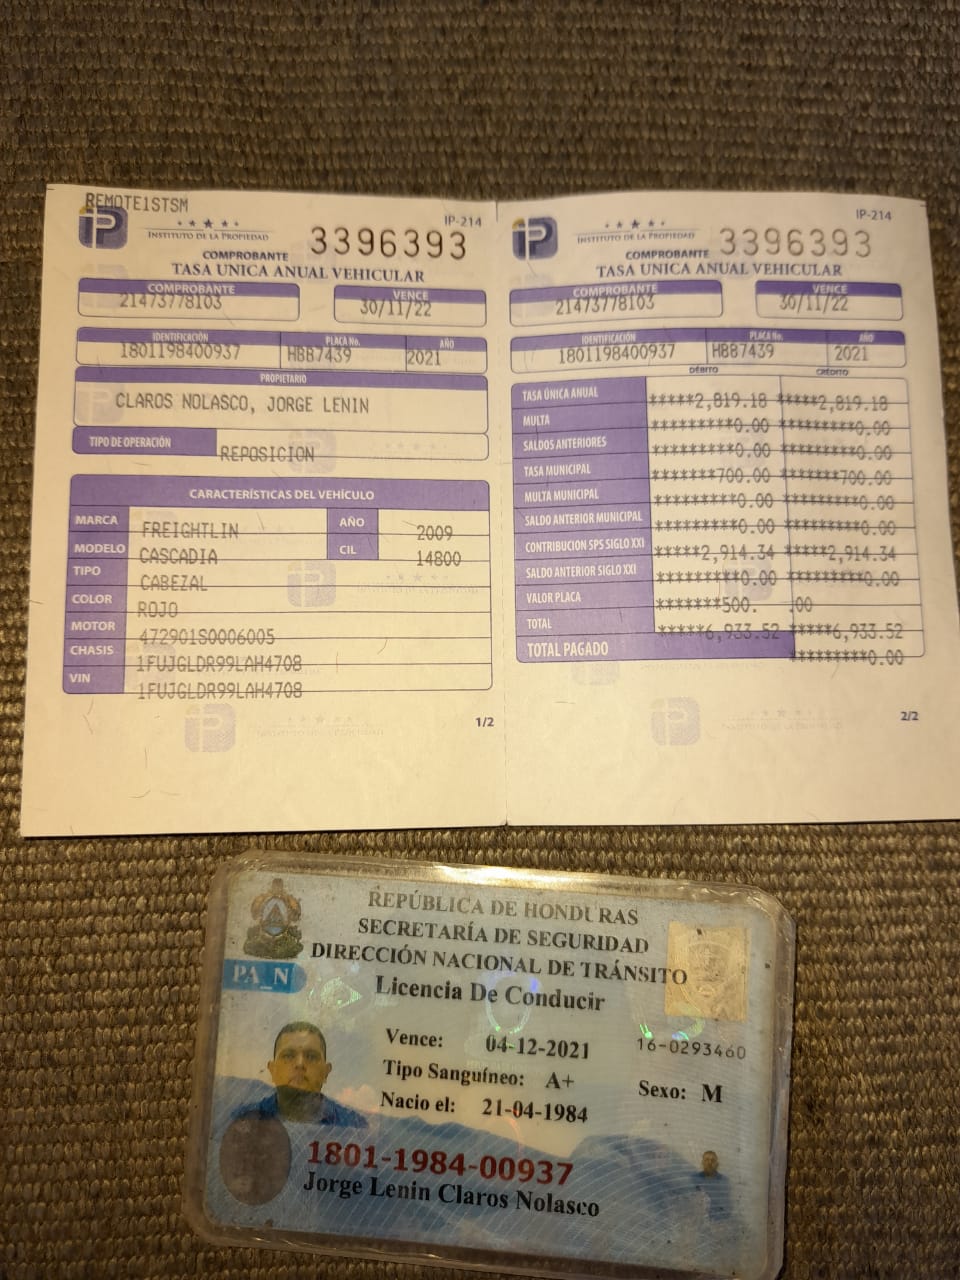 REMOTE1STSM
iP
INSTITUTO DE LA PROPIEDAD
IP-214
3396393
COMPROBANTE
TASA UNICA ANUAL VEHICULAR
COMPROBANTE
21473778103
VENCE
30/11/22
IDENTIFICACIÓN
1801198400937
PLACA No.
HBB7439
AÑO
2021
PROPIETARIO
CLAROS NOLASCO, JORGE LENIN
TIPO DE OPERACIÓN
REPOSICION
CARACTERÍSTICAS DEL VEHÍCULO
MARCA FREIGHTLIN AÑO 2009
MODELO CASCADIA CIL 14800
TIPO CABEZAL
COLOR ROJO
MOTOR 472901S0006005
CHASIS 1FUJGLDR99LAH4708
VIN 1FUJGLDR99LAH4708
1/2
iP
INSTITUTO DE LA PROPIEDAD
IP-214
3396393
COMPROBANTE
TASA UNICA ANUAL VEHICULAR
COMPROBANTE
21473778103
VENCE
30/11/22
IDENTIFICACIÓN
1801198400937
PLACA No.
HBB7439
AÑO
2021
DÉBITO CRÉDITO
TASA ÚNICA ANUAL *****2,819.18 *****2,819.18
MULTA *********0.00 *********0.00
SALDOS ANTERIORES *********0.00 *********0.00
TASA MUNICIPAL *******700.00 *******700.00
MULTA MUNICIPAL *********0.00 *********0.00
SALDO ANTERIOR MUNICIPAL *********0.00 *********0.00
CONTRIBUCION SPS SIGLO XXI *****2,914.34 *****2,914.34
SALDO ANTERIOR SIGLO XXI *********0.00 *********0.00
VALOR PLACA *******500. 00
TOTAL *****6,933.52 *****6,933.52
TOTAL PAGADO *********0.00
2/2
REPÚBLICA DE HONDURAS
SECRETARÍA DE SEGURIDAD
DIRECCIÓN NACIONAL DE TRÁNSITO
PA_N
Licencia De Conducir
Vence: 04-12-2021
16-0293460
Tipo Sanguíneo: A+
Sexo: M
Nacio el: 21-04-1984
1801-1984-00937
Jorge Lenin Claros Nolasco